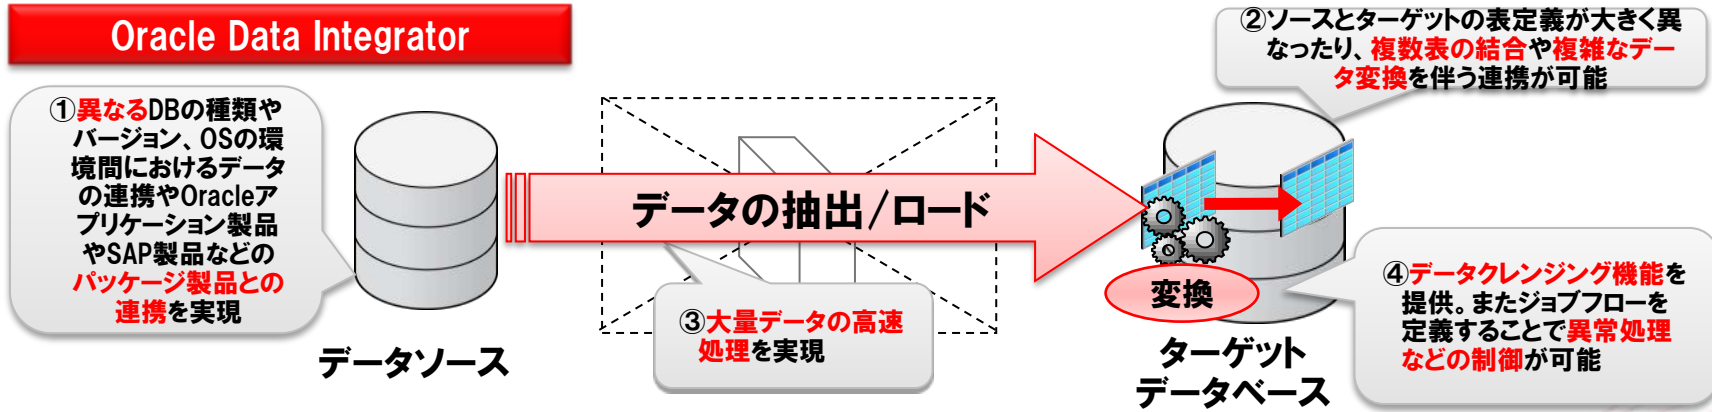 Oracle Data Integrator
①異なるDBの種類や
バージョン、OSの環
境間におけるデータ
の連携やOracleア
プリケーション製品
やSAP製品などの
パッケージ製品との
連携を実現
データソース
データの抽出/ロード
③大量データの高速
処理を実現
②ソースとターゲットの表定義が大きく異
なったり、複数表の結合や複雑なデー
タ変換を伴う連携が可能
変換
ターゲット
データベース
④データクレンジング機能を
提供。またジョブフローを
定義することで異常処理
などの制御が可能